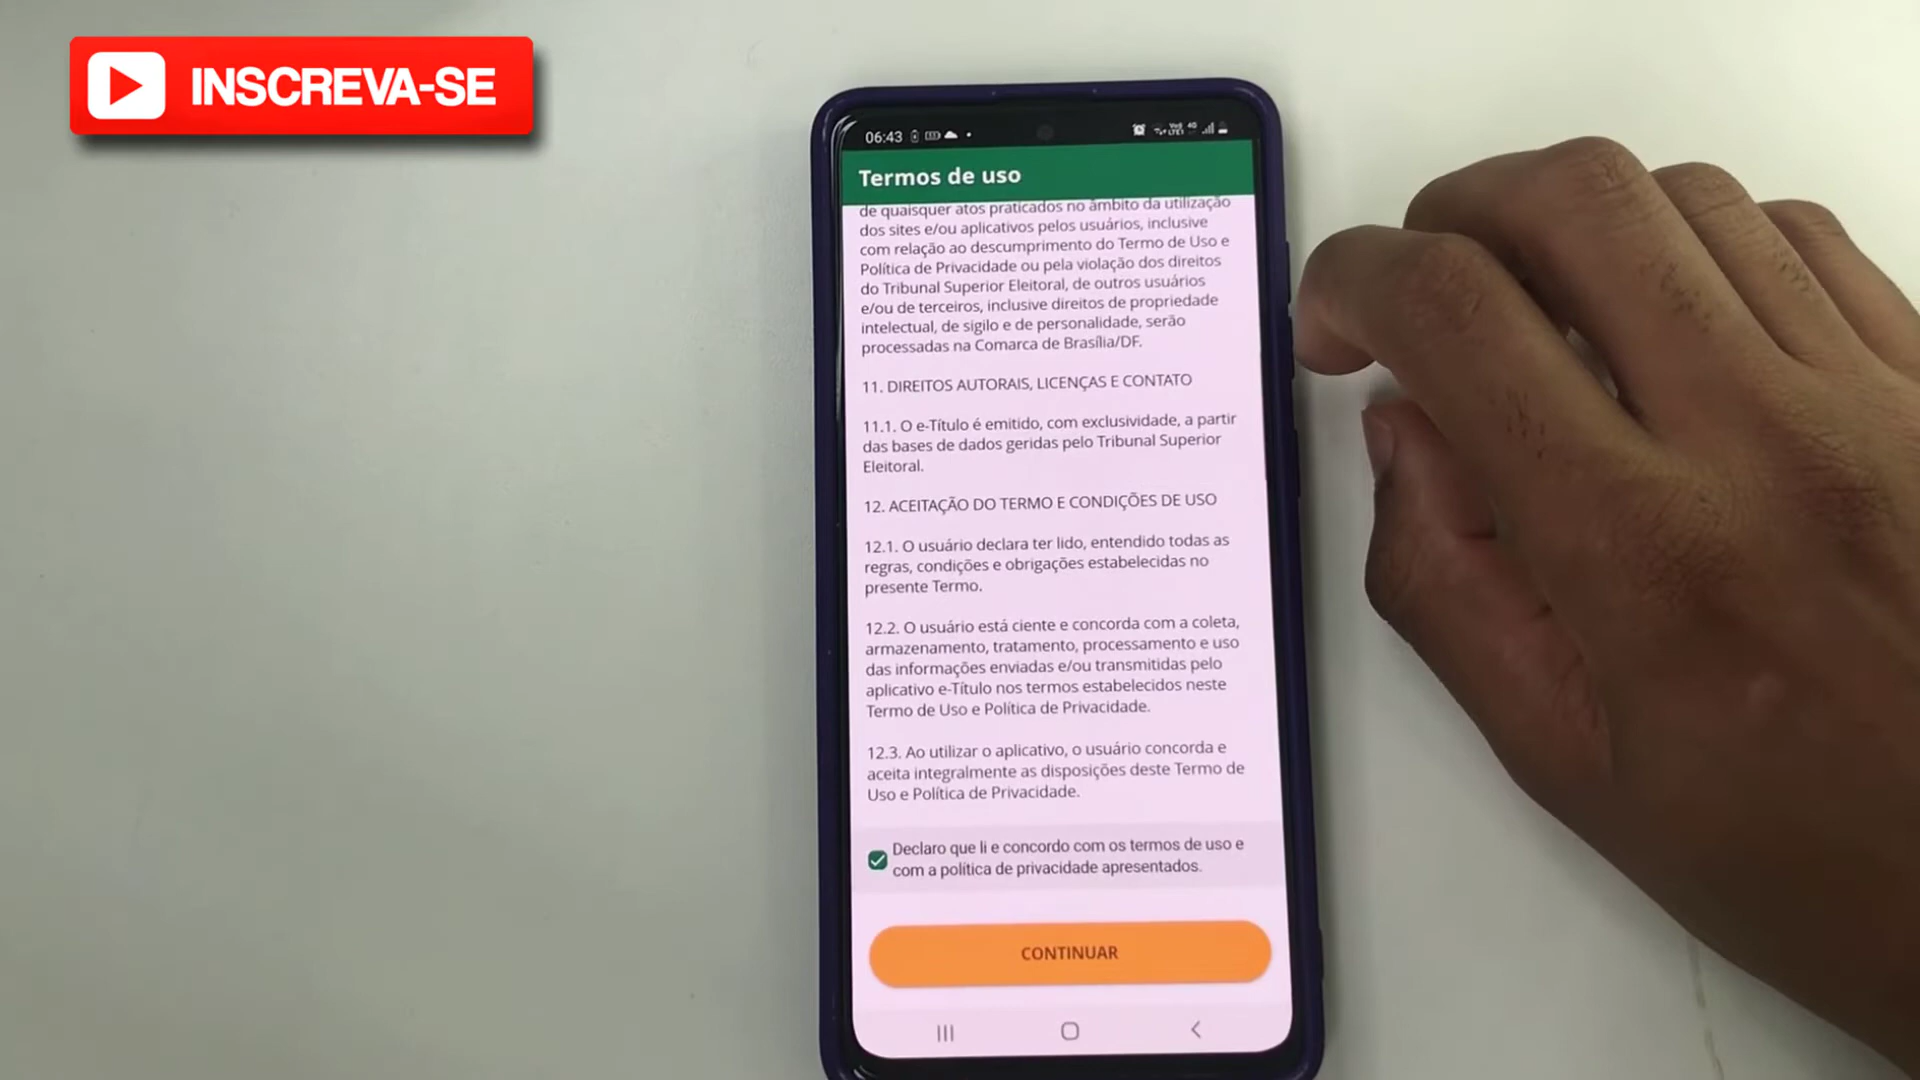 INSCREVA-SE
06:43
Termos de uso
de quaisquer atos praticados no âmbito da utilização
dos sites e/ou aplicativos pelos usuários, inclusive
com relação ao descumprimento do Termo de Uso e
Política de Privacidade ou pela violação dos direitos
do Tribunal Superior Eleitoral, de outros usuários
e/ou de terceiros, inclusive direitos de propriedade
intelectual, de sigilo e de personalidade, serão
processadas na Comarca de Brasília/DF.
11. DIREITOS AUTORAIS, LICENÇAS E CONTATO
11.1. O e-Título é emitido, com exclusividade, a partir
das bases de dados geridas pelo Tribunal Superior
Eleitoral.
12. ACEITAÇÃO DO TERMO E CONDIÇÕES DE USO
12.1. O usuário declara ter lido, entendido todas as
regras, condições e obrigações estabelecidas no
presente Termo.
12.2. O usuário está ciente e concorda com a coleta,
armazenamento, tratamento, processamento e uso
das informações enviadas e/ou transmitidas pelo
aplicativo e-Título nos termos estabelecidos neste
Termo de Uso e Política de Privacidade.
12.3. Ao utilizar o aplicativo, o usuário concorda e
aceita integralmente as disposições deste Termo de
Uso e Política de Privacidade.
Declaro que li e concordo com os termos de uso e
com a política de privacidade apresentados.
CONTINUAR